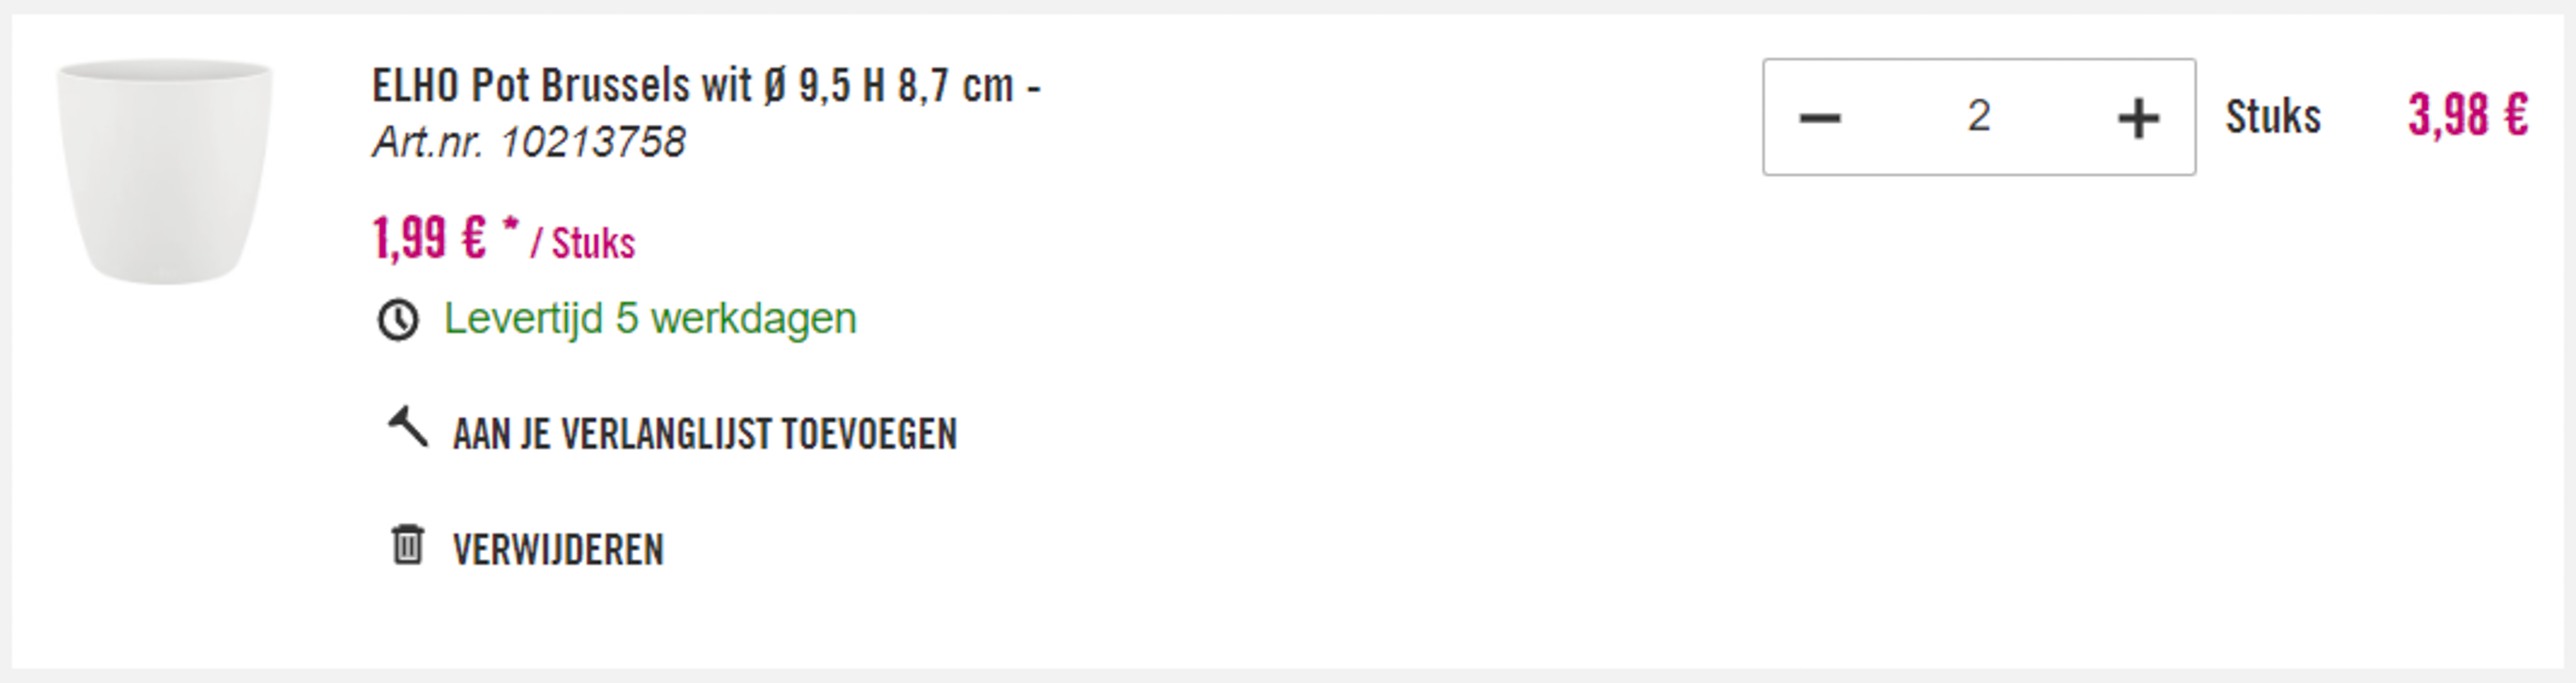 ELHO Pot Brussels wit Ø 9,5 H 8,7 cm -
Art.nr. 10213758
2 Stuks 3,98 €
1,99 € * / Stuks
Levertijd 5 werkdagen
AAN JE VERLANGLIJST TOEVOEGEN
VERWIJDEREN